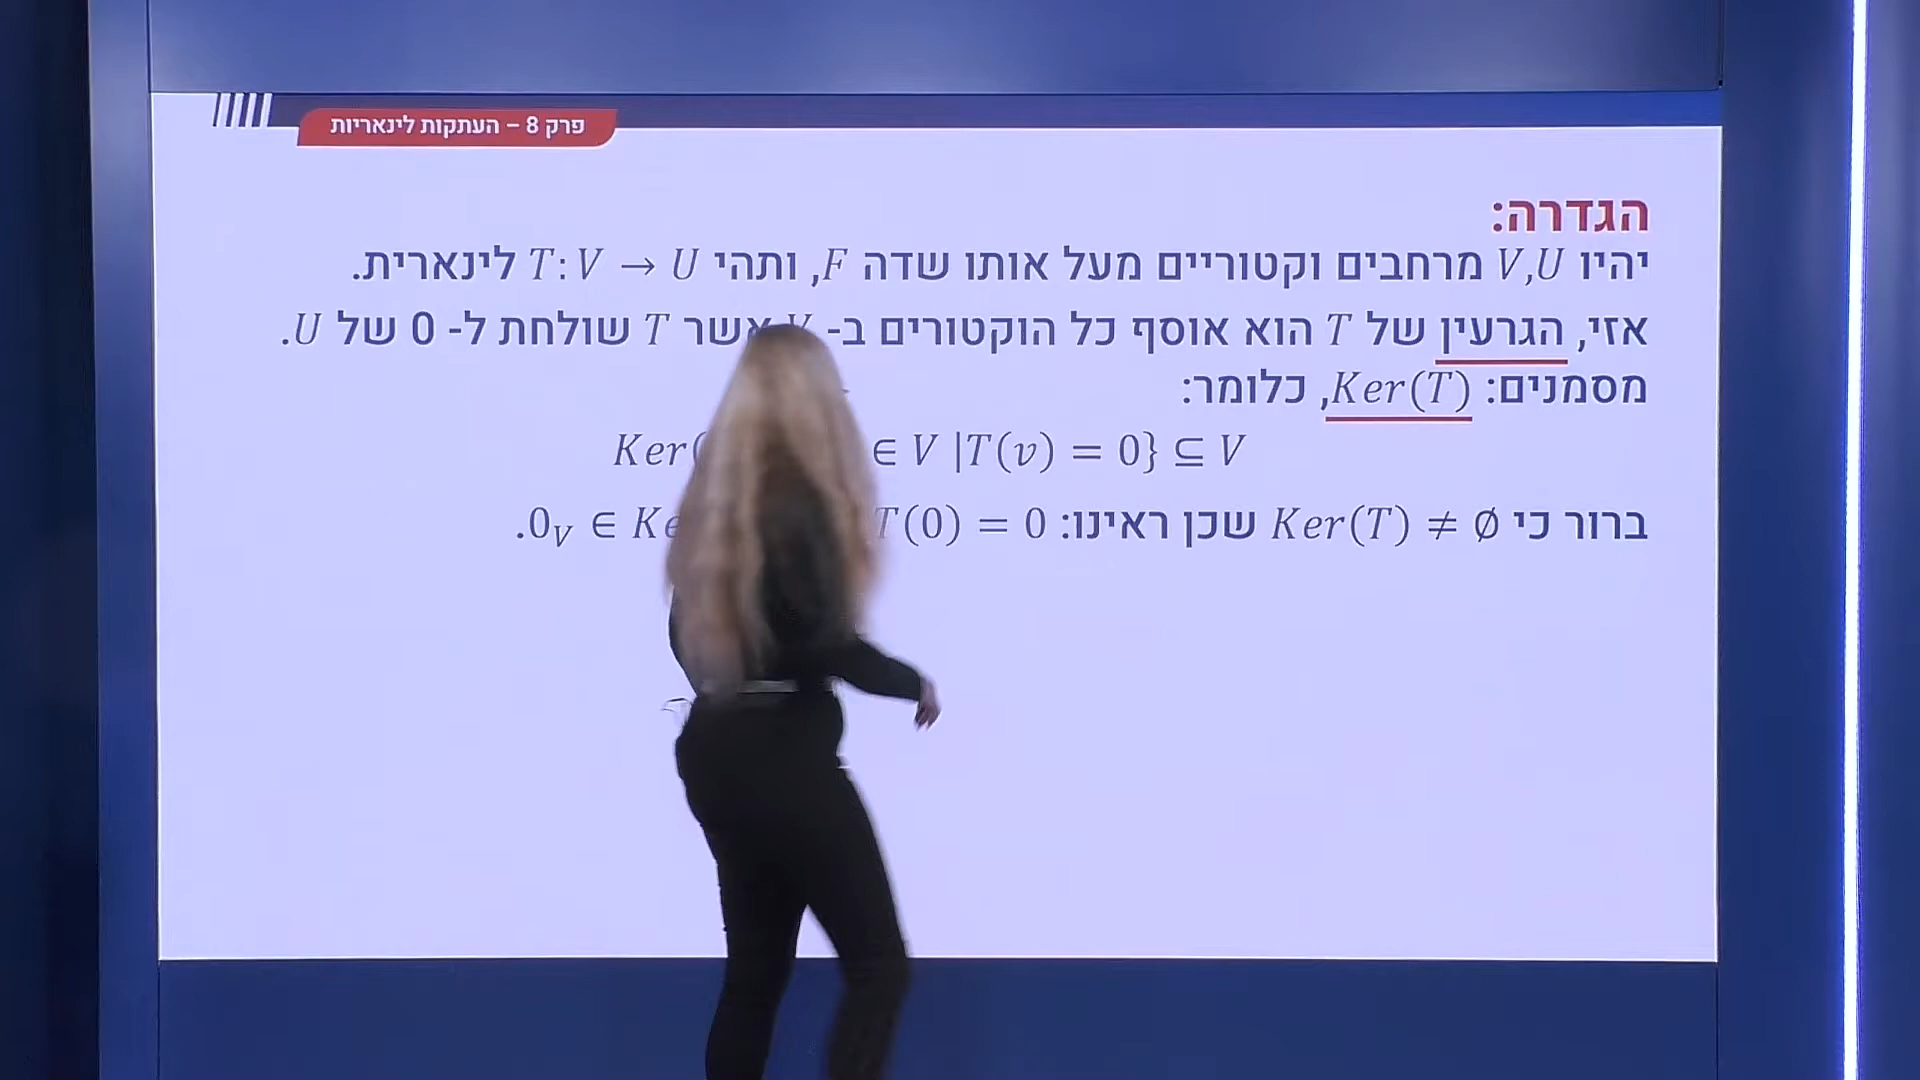 פרק 8 – העתקות לינאריות
הגדרה:
יהיו V,U מרחבים וקטוריים מעל אותו שדה F, ותהי T: V → U לינארית.
אזי, הגרעין של T הוא אוסף כל הוקטורים ב- V אשר T שולחת ל- 0 של U.
מסמנים: Ker(T), כלומר:
Ker( ∈ V |T(v) = 0} ⊆ V
ברור כי Ker(T) ≠ ∅ שכן ראינו: T(0) = 0 0_V ∈.